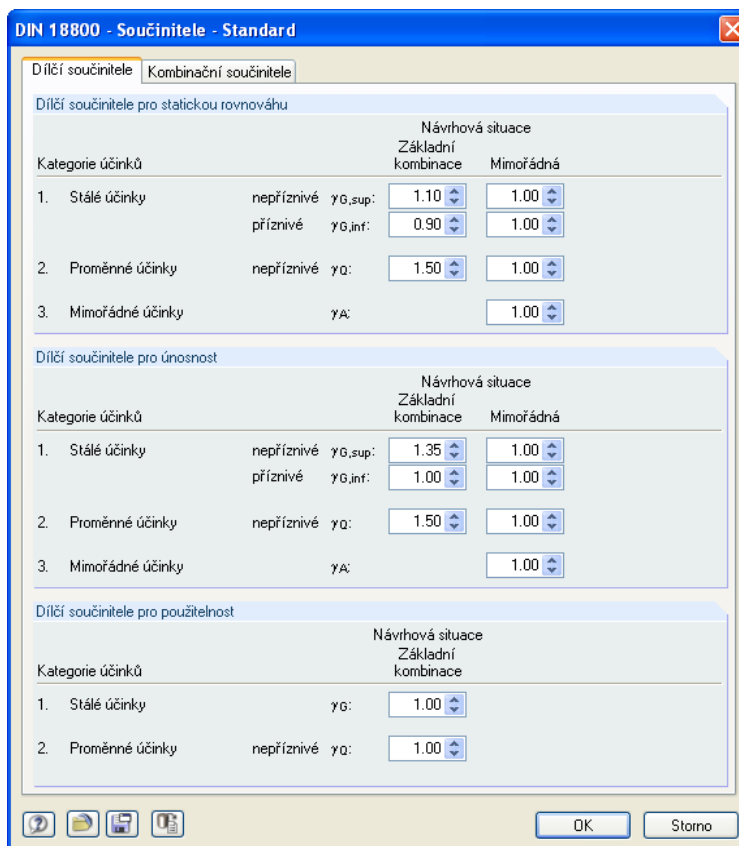 DIN 18800 - Součinitele - Standard
Dílčí součinitele Kombinační součinitele
Dílčí součinitele pro statickou rovnováhu
Návrhová situace
Základní
Kategorie účinků kombinace Mimořádná
1. Stálé účinky nepříznivé γG,sup: 1.10 1.00
příznivé γG,inf: 0.90 1.00
2. Proměnné účinky nepříznivé γQ: 1.50 1.00
3. Mimořádné účinky γA: 1.00
Dílčí součinitele pro únosnost
Návrhová situace
Základní
Kategorie účinků kombinace Mimořádná
1. Stálé účinky nepříznivé γG,sup: 1.35 1.00
příznivé γG,inf: 1.00 1.00
2. Proměnné účinky nepříznivé γQ: 1.50 1.00
3. Mimořádné účinky γA: 1.00
Dílčí součinitele pro použitelnost
Návrhová situace
Základní
Kategorie účinků kombinace
1. Stálé účinky γG: 1.00
2. Proměnné účinky nepříznivé γQ: 1.00
OK Storno